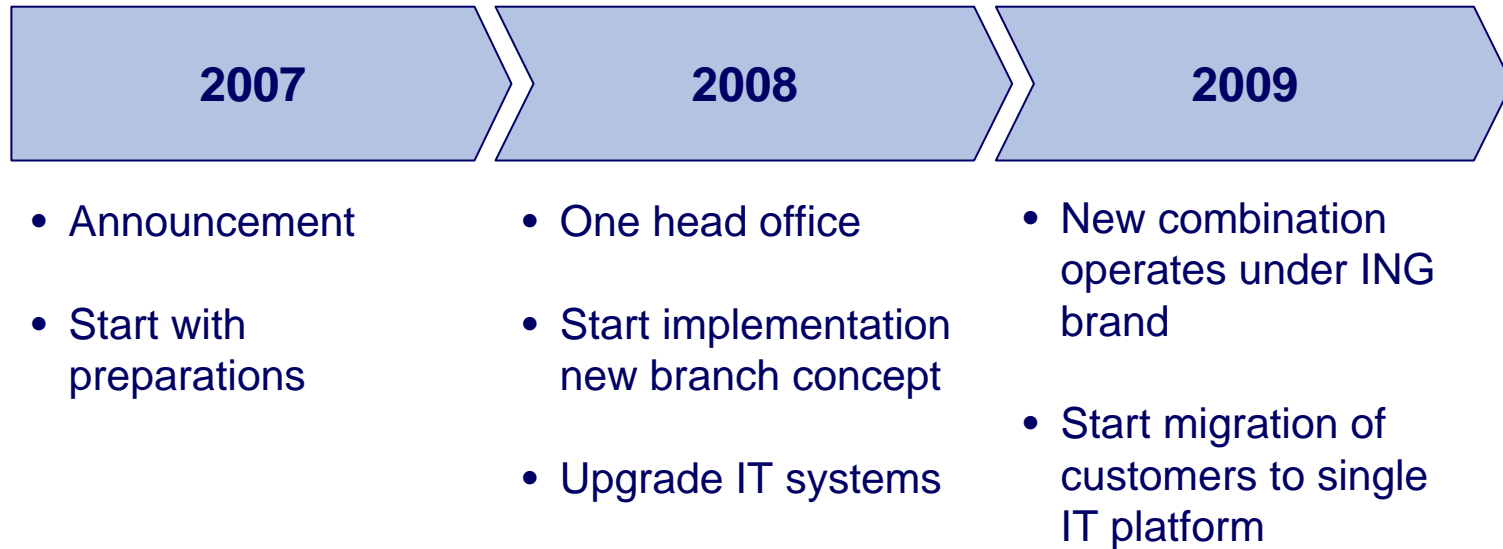 2007
2008
2009
• Announcement
• Start with
preparations
• One head office
• Start implementation
new branch concept
• Upgrade IT systems
• New combination
operates under ING
brand
• Start migration of
customers to single
IT platform